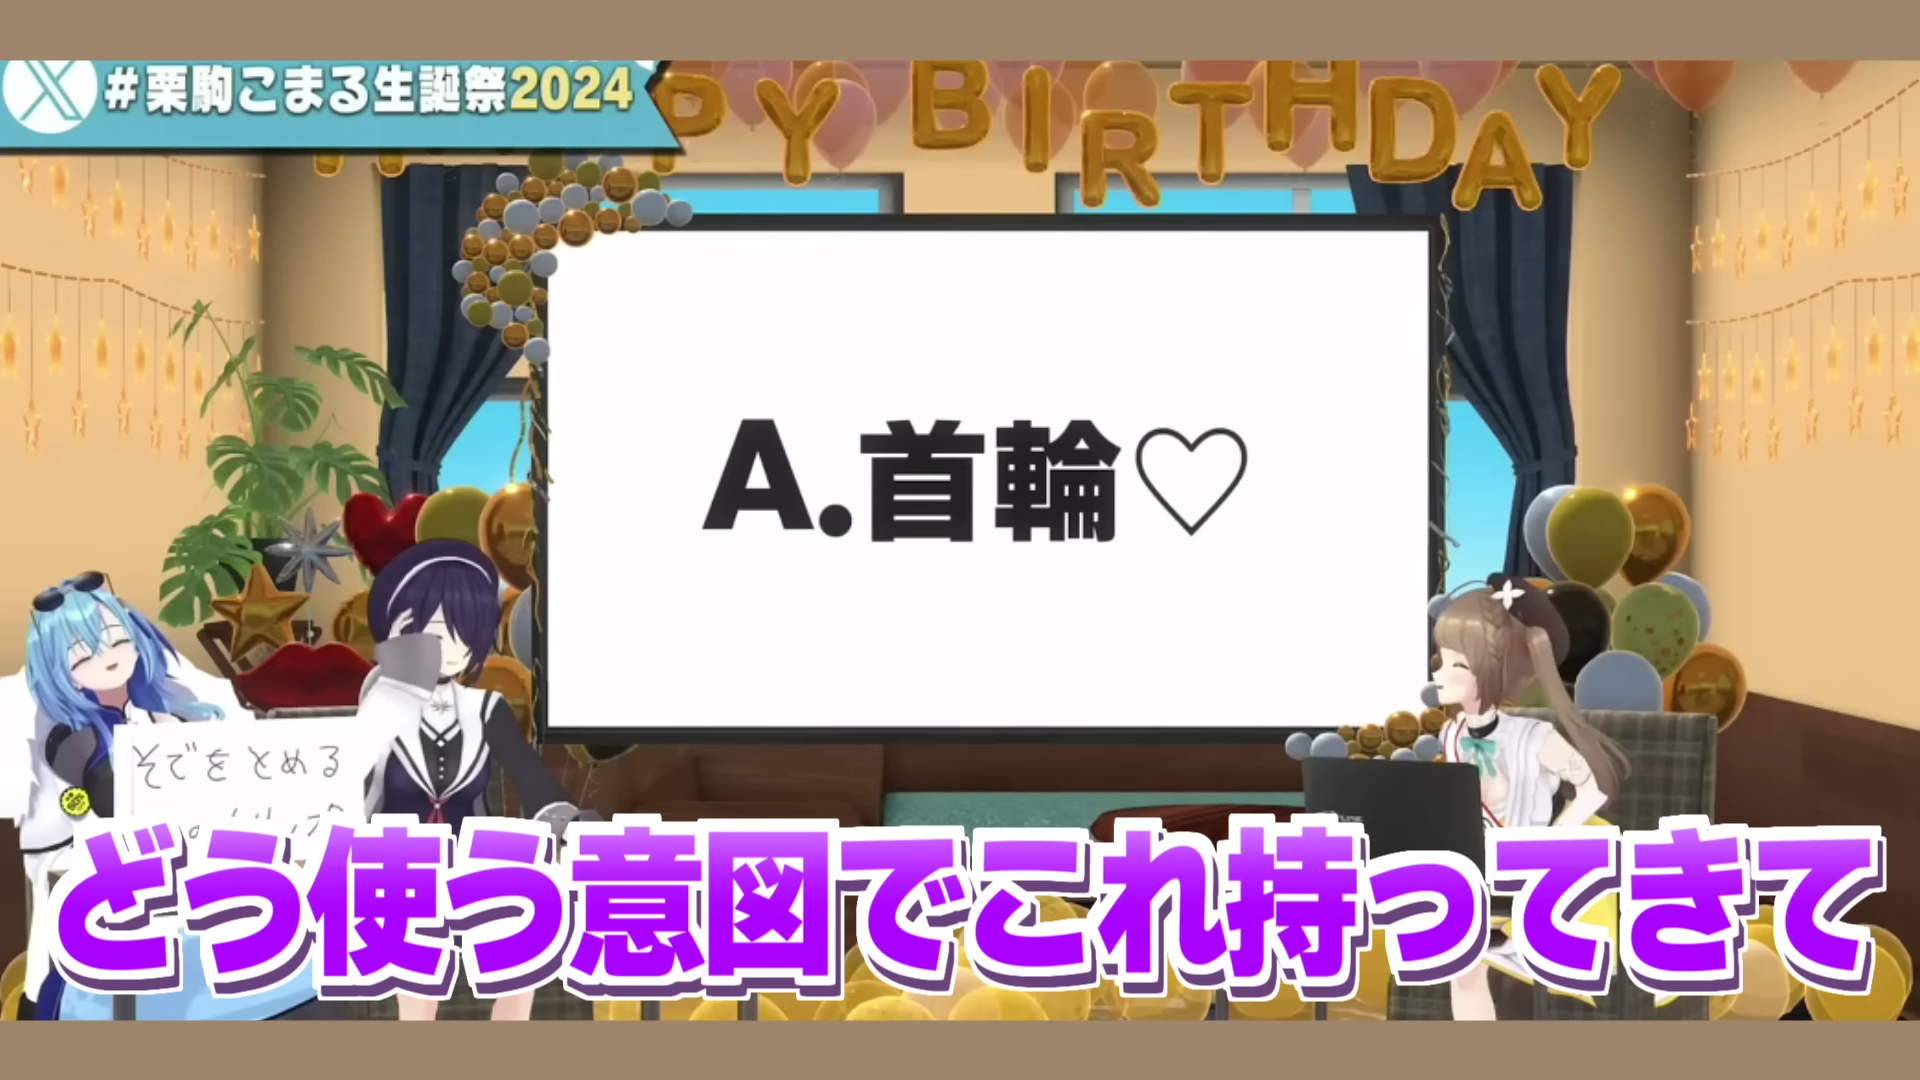 #栗駒こまる生誕祭2024
PPY BIRTHDAY
A.首輪♡
そでをとめる
どう使う意図でこれ持ってきて